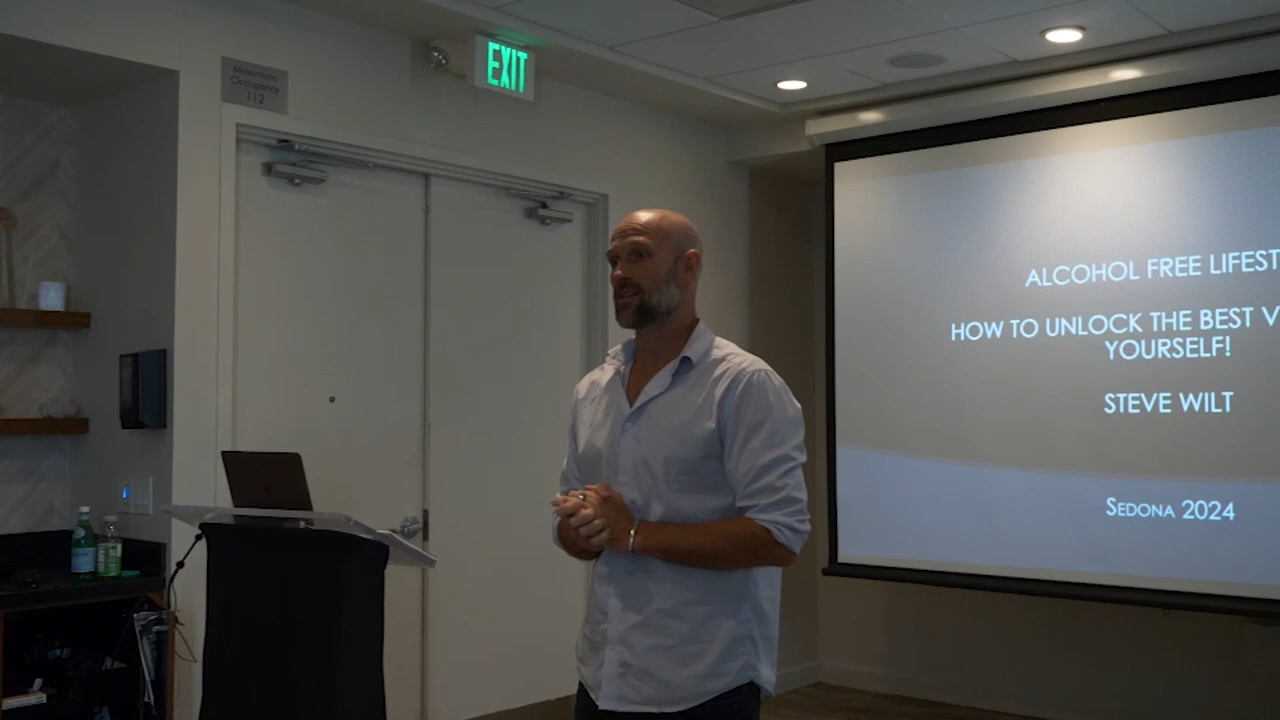 Maximum
Occupancy
112
EXIT
ALCOHOL FREE LIFEST
HOW TO UNLOCK THE BEST V
YOURSELF!
STEVE WILT
SEDONA 2024